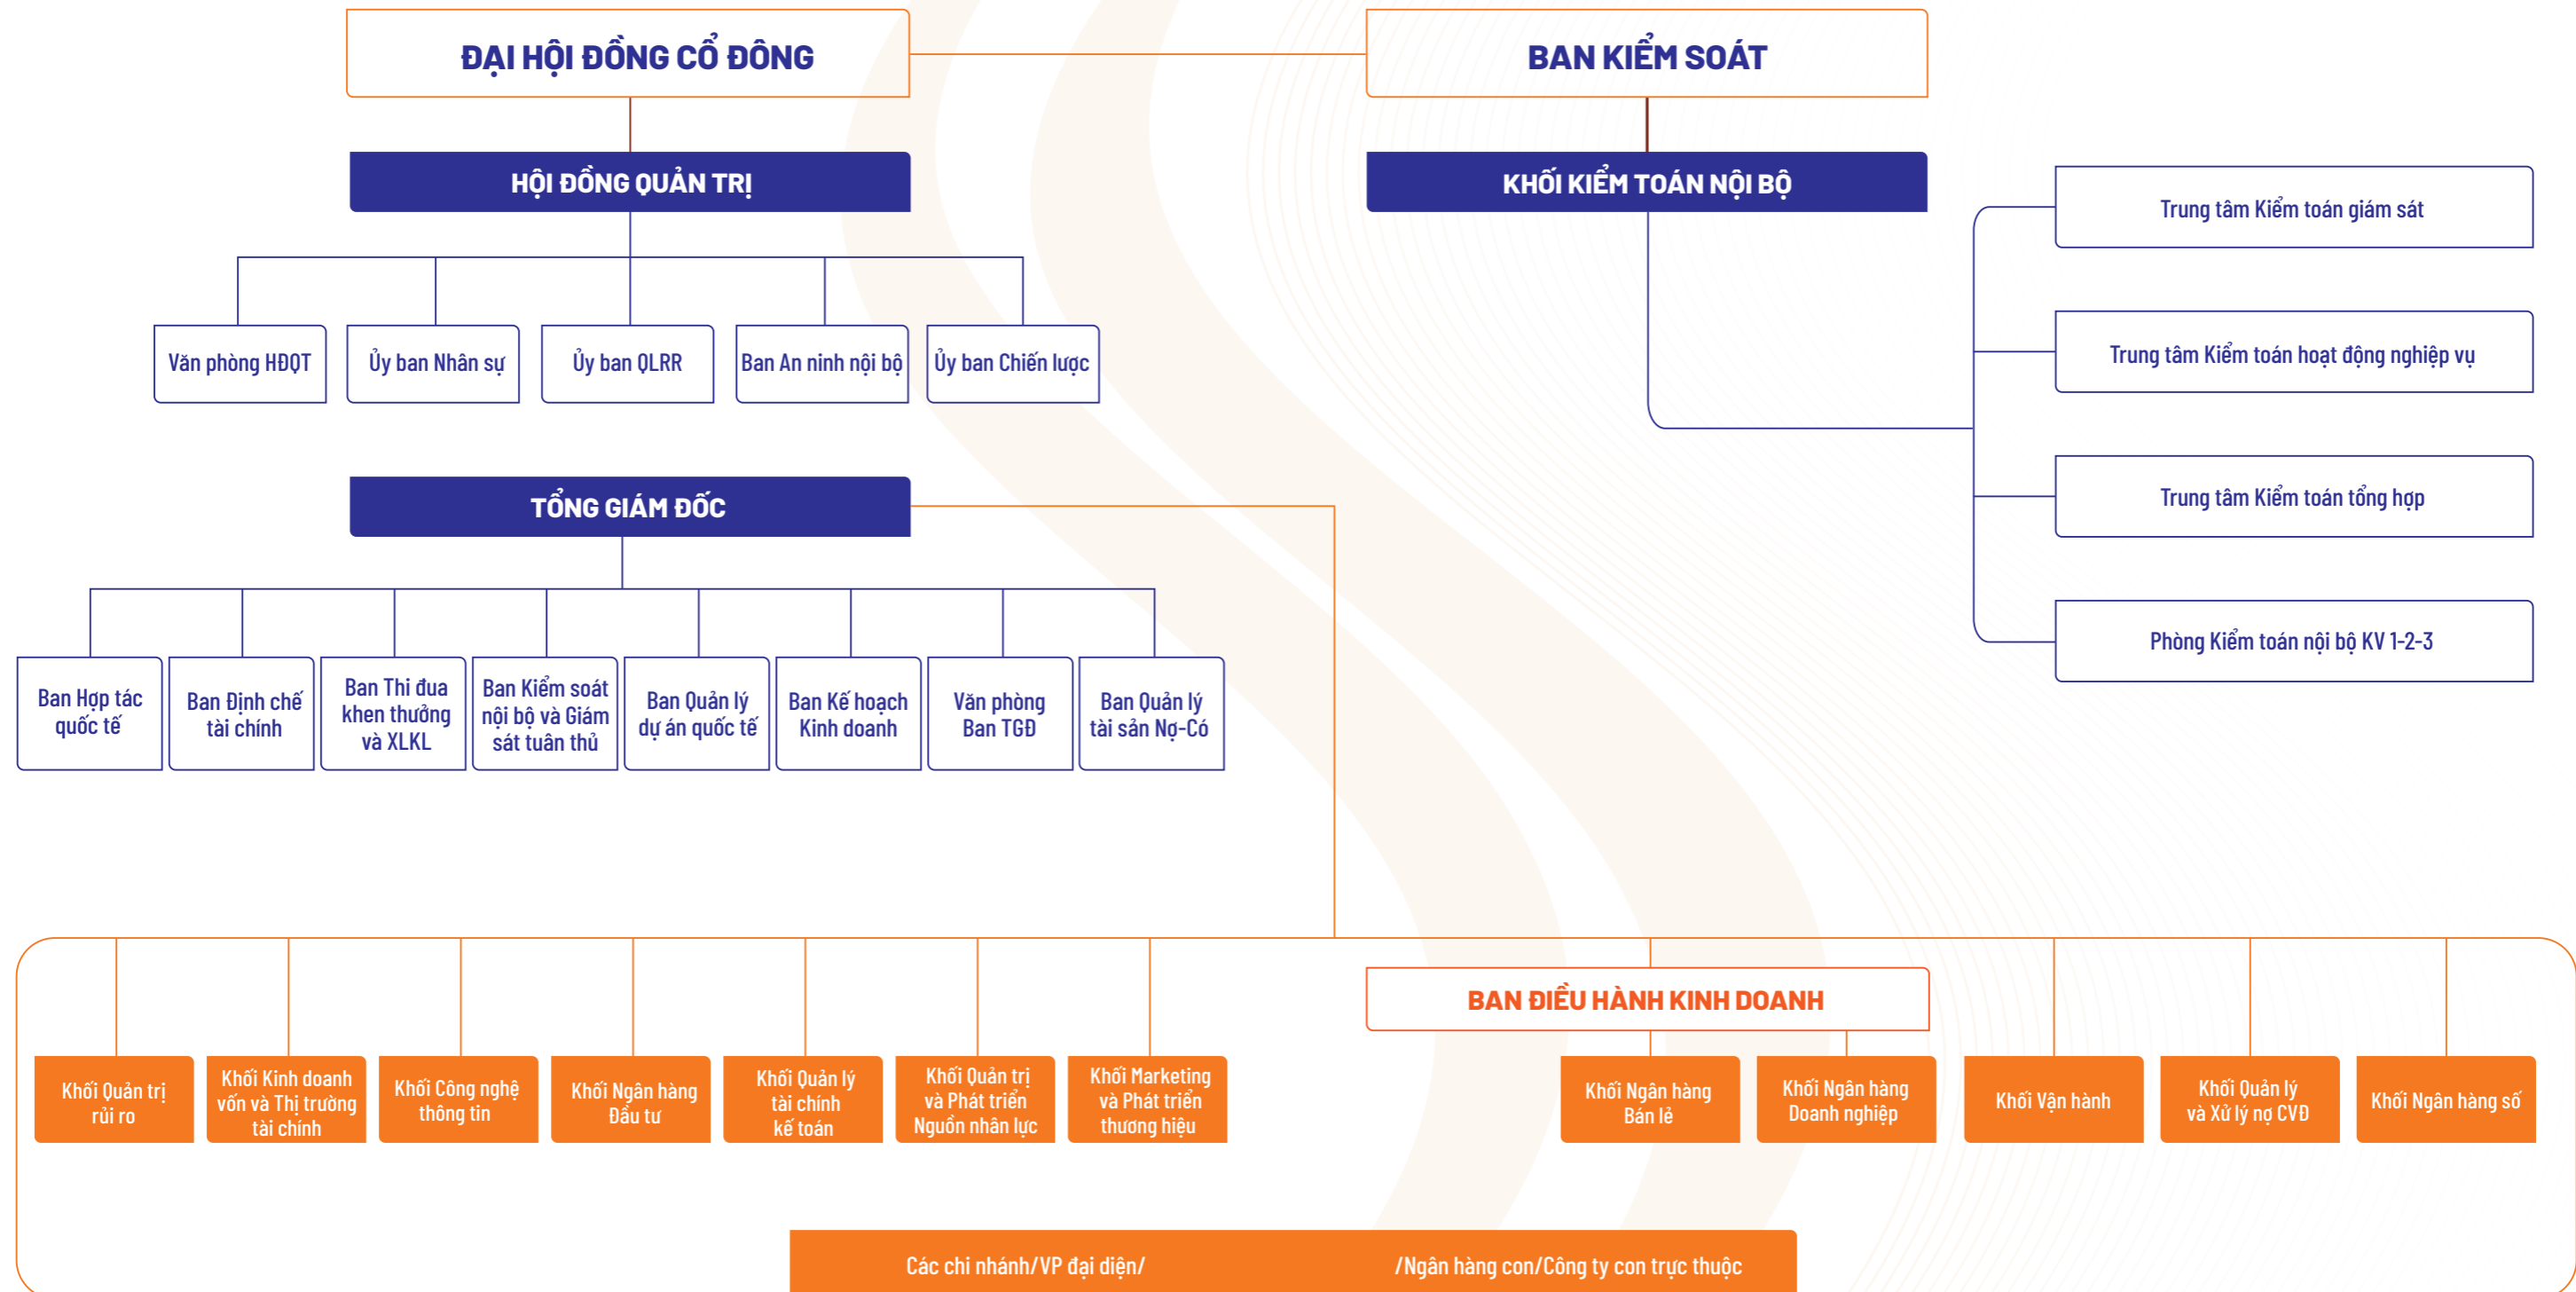 ĐẠI HỘI ĐỒNG CỔ ĐÔNG
BAN KIỂM SOÁT
HỘI ĐỒNG QUẢN TRỊ
KHỐI KIỂM TOÁN NỘI BỘ
Trung tâm Kiểm toán giám sát
Trung tâm Kiểm toán hoạt động nghiệp vụ
Trung tâm Kiểm toán tổng hợp
Phòng Kiểm toán nội bộ KV 1-2-3
Văn phòng HĐQT
Ủy ban Nhân sự
Ủy ban QLRR
Ban An ninh nội bộ
Ủy ban Chiến lược
TỔNG GIÁM ĐỐC
Ban Hợp tác
quốc tế
Ban Định chế
tài chính
Ban Thi đua
khen thưởng
và XLKL
Ban Kiểm soát
nội bộ và Giám
sát tuân thủ
Ban Quản lý
dự án quốc tế
Ban Kế hoạch
Kinh doanh
Văn phòng
Ban TGĐ
Ban Quản lý
tài sản Nợ-Có
BAN ĐIỀU HÀNH KINH DOANH
Khối Quản trị
rủi ro
Khối Kinh doanh
vốn và Thị trường
tài chính
Khối Công nghệ
thông tin
Khối Ngân hàng
Đầu tư
Khối Quản lý
tài chính
kế toán
Khối Quản trị
và Phát triển
Nguồn nhân lực
Khối Marketing
và Phát triển
thương hiệu
Khối Ngân hàng
Bán lẻ
Khối Ngân hàng
Doanh nghiệp
Khối Vận hành
Khối Quản lý
và Xử lý nợ CVĐ
Khối Ngân hàng số
Các chi nhánh/VP đại diện/ /Ngân hàng con/Công ty con trực thuộc